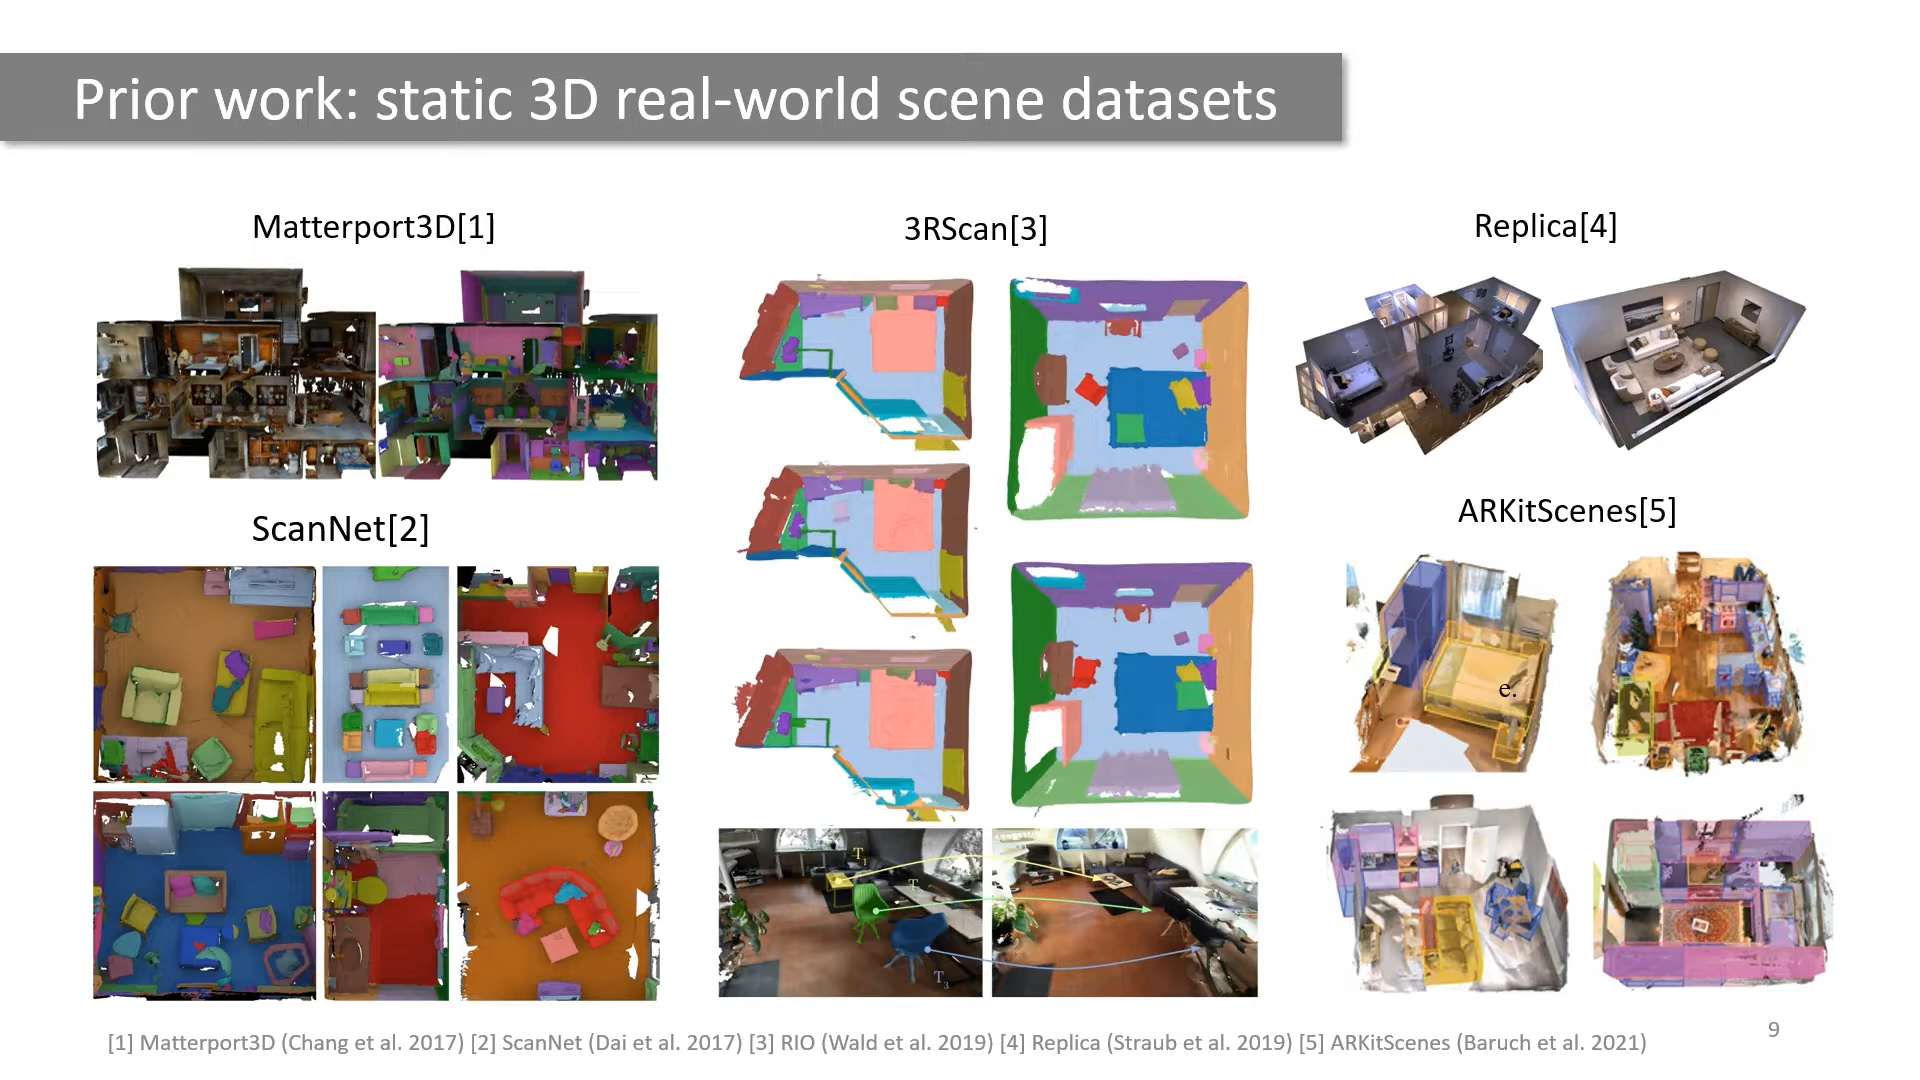 Prior work: static 3D real-world scene datasets
Matterport3D[1]
ScanNet[2]
3RScan[3]
T1
T
T3
Replica[4]
ARKitScenes[5]
e.
[1] Matterport3D (Chang et al. 2017) [2] ScanNet (Dai et al. 2017) [3] RIO (Wald et al. 2019) [4] Replica (Straub et al. 2019) [5] ARKitScenes (Baruch et al. 2021)
9